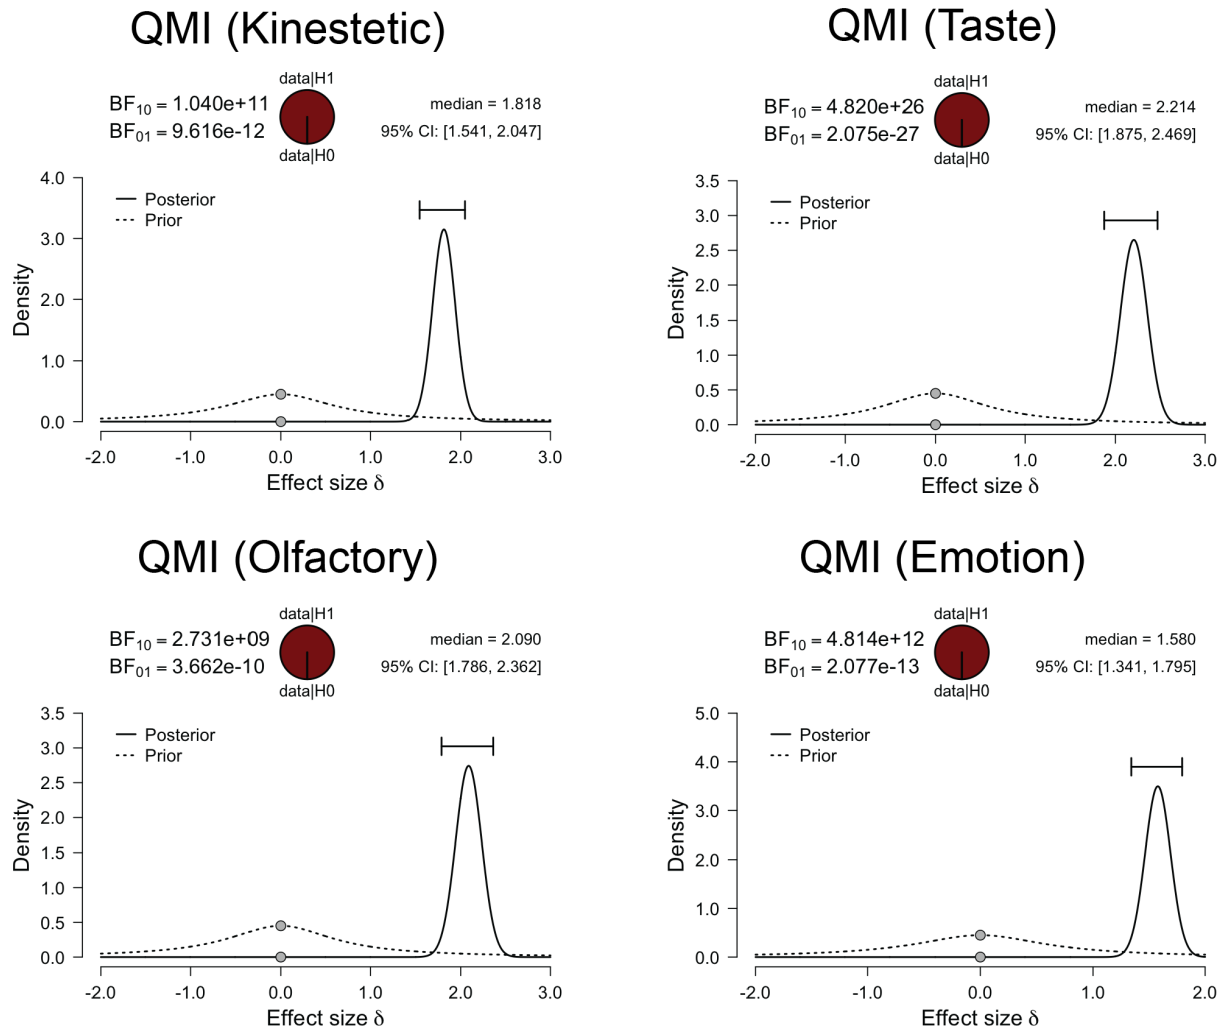 QMI (Kinestetic)
data|H1
BF10 = 1.040e+11
BF01 = 9.616e-12
median = 1.818
95% CI: [1.541, 2.047]
data|H0
Posterior
Prior
4.0
3.0
2.0
1.0
0.0
Density
-2.0 -1.0 0.0 1.0 2.0 3.0
Effect size δ
QMI (Taste)
data|H1
BF10 = 4.820e+26
BF01 = 2.075e-27
median = 2.214
95% CI: [1.875, 2.469]
data|H0
Posterior
Prior
3.5
3.0
2.5
2.0
1.5
1.0
0.5
0.0
Density
-2.0 -1.0 0.0 1.0 2.0 3.0
Effect size δ
QMI (Olfactory)
data|H1
BF10 = 2.731e+09
BF01 = 3.662e-10
median = 2.090
95% CI: [1.786, 2.362]
data|H0
Posterior
Prior
3.5
3.0
2.5
2.0
1.5
1.0
0.5
0.0
Density
-2.0 -1.0 0.0 1.0 2.0 3.0
Effect size δ
QMI (Emotion)
data|H1
BF10 = 4.814e+12
BF01 = 2.077e-13
median = 1.580
95% CI: [1.341, 1.795]
data|H0
Posterior
Prior
5.0
4.0
3.0
2.0
1.0
0.0
Density
-2.0 -1.0 0.0 1.0 2.0
Effect size δ